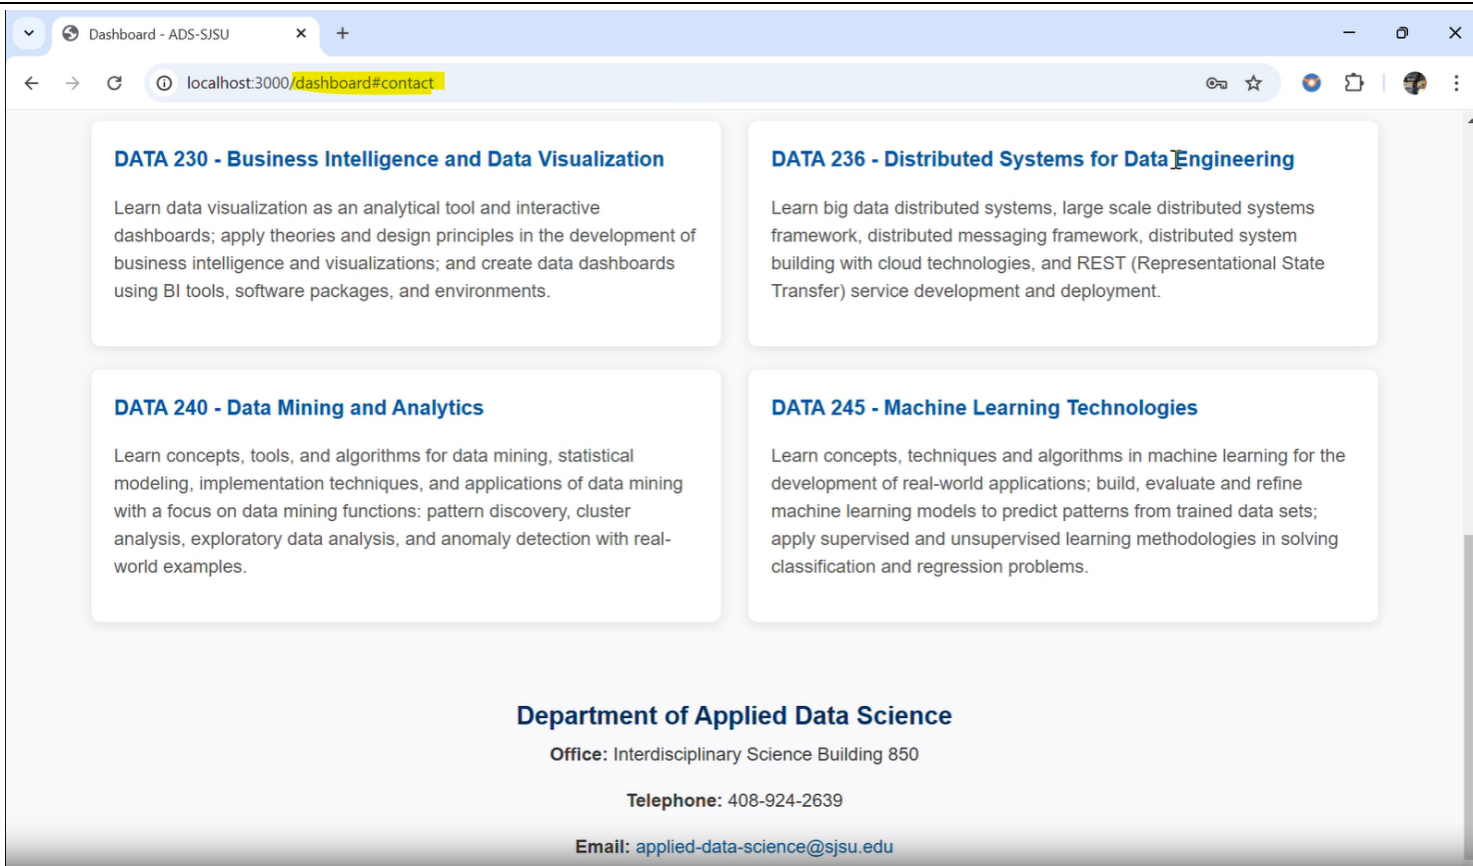 Dashboard - ADS-SJSU
localhost:3000/dashboard#contact
DATA 230 - Business Intelligence and Data Visualization
Learn data visualization as an analytical tool and interactive
dashboards; apply theories and design principles in the development of
business intelligence and visualizations; and create data dashboards
using BI tools, software packages, and environments.
DATA 236 - Distributed Systems for Data Engineering
Learn big data distributed systems, large scale distributed systems
framework, distributed messaging framework, distributed system
building with cloud technologies, and REST (Representational State
Transfer) service development and deployment.
DATA 240 - Data Mining and Analytics
Learn concepts, tools, and algorithms for data mining, statistical
modeling, implementation techniques, and applications of data mining
with a focus on data mining functions: pattern discovery, cluster
analysis, exploratory data analysis, and anomaly detection with real-
world examples.
DATA 245 - Machine Learning Technologies
Learn concepts, techniques and algorithms in machine learning for the
development of real-world applications; build, evaluate and refine
machine learning models to predict patterns from trained data sets;
apply supervised and unsupervised learning methodologies in solving
classification and regression problems.
Department of Applied Data Science
Office: Interdisciplinary Science Building 850
Telephone: 408-924-2639
Email: applied-data-science@sjsu.edu